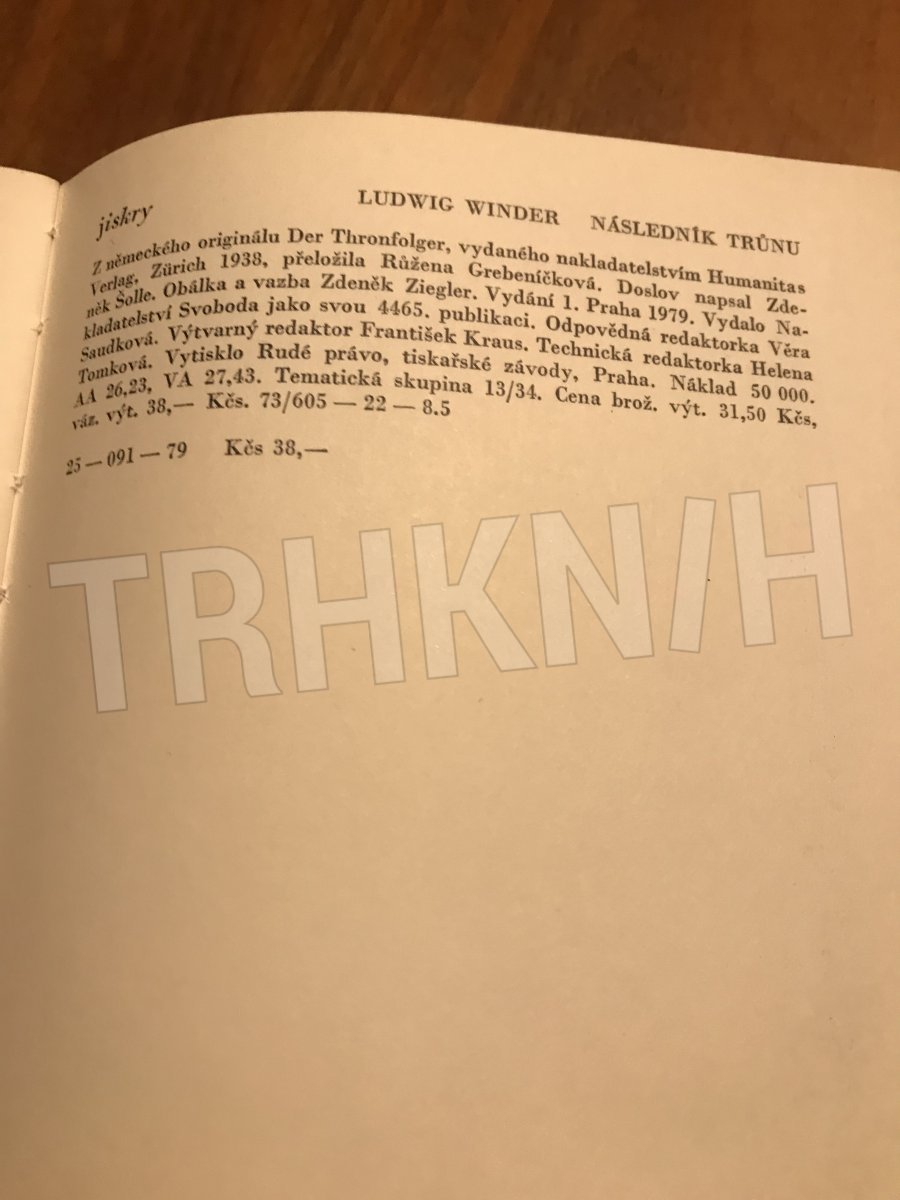 jiskry
LUDWIG WINDER NÁSLEDNÍK TRŮNU
Z německého originálu Der Thronfolger, vydaného nakladatelstvím Humanitas
Verlag, Zürich 1938, přeložila Růžena Grebeníčková. Doslov napsal Zde-
něk Šolle. Obálka a vazba Zdeněk Ziegler. Vydání 1. Praha 1979. Vydalo Na-
kladatelství Svoboda jako svou 4465. publikaci. Odpovědná redaktorka Věra
Saudková. Výtvarný redaktor František Kraus. Technická redaktorka Helena
Tomková. Vytisklo Rudé právo, tiskařské závody, Praha. Náklad 50 000.
AA 26,23, VA 27,43. Tematická skupina 13/34. Cena brož. výt. 31,50 Kčs,
váz. výt. 38,— Kčs. 73/605 — 22 — 8.5
25 — 091 — 79 Kčs 38,—
TRHKNIH